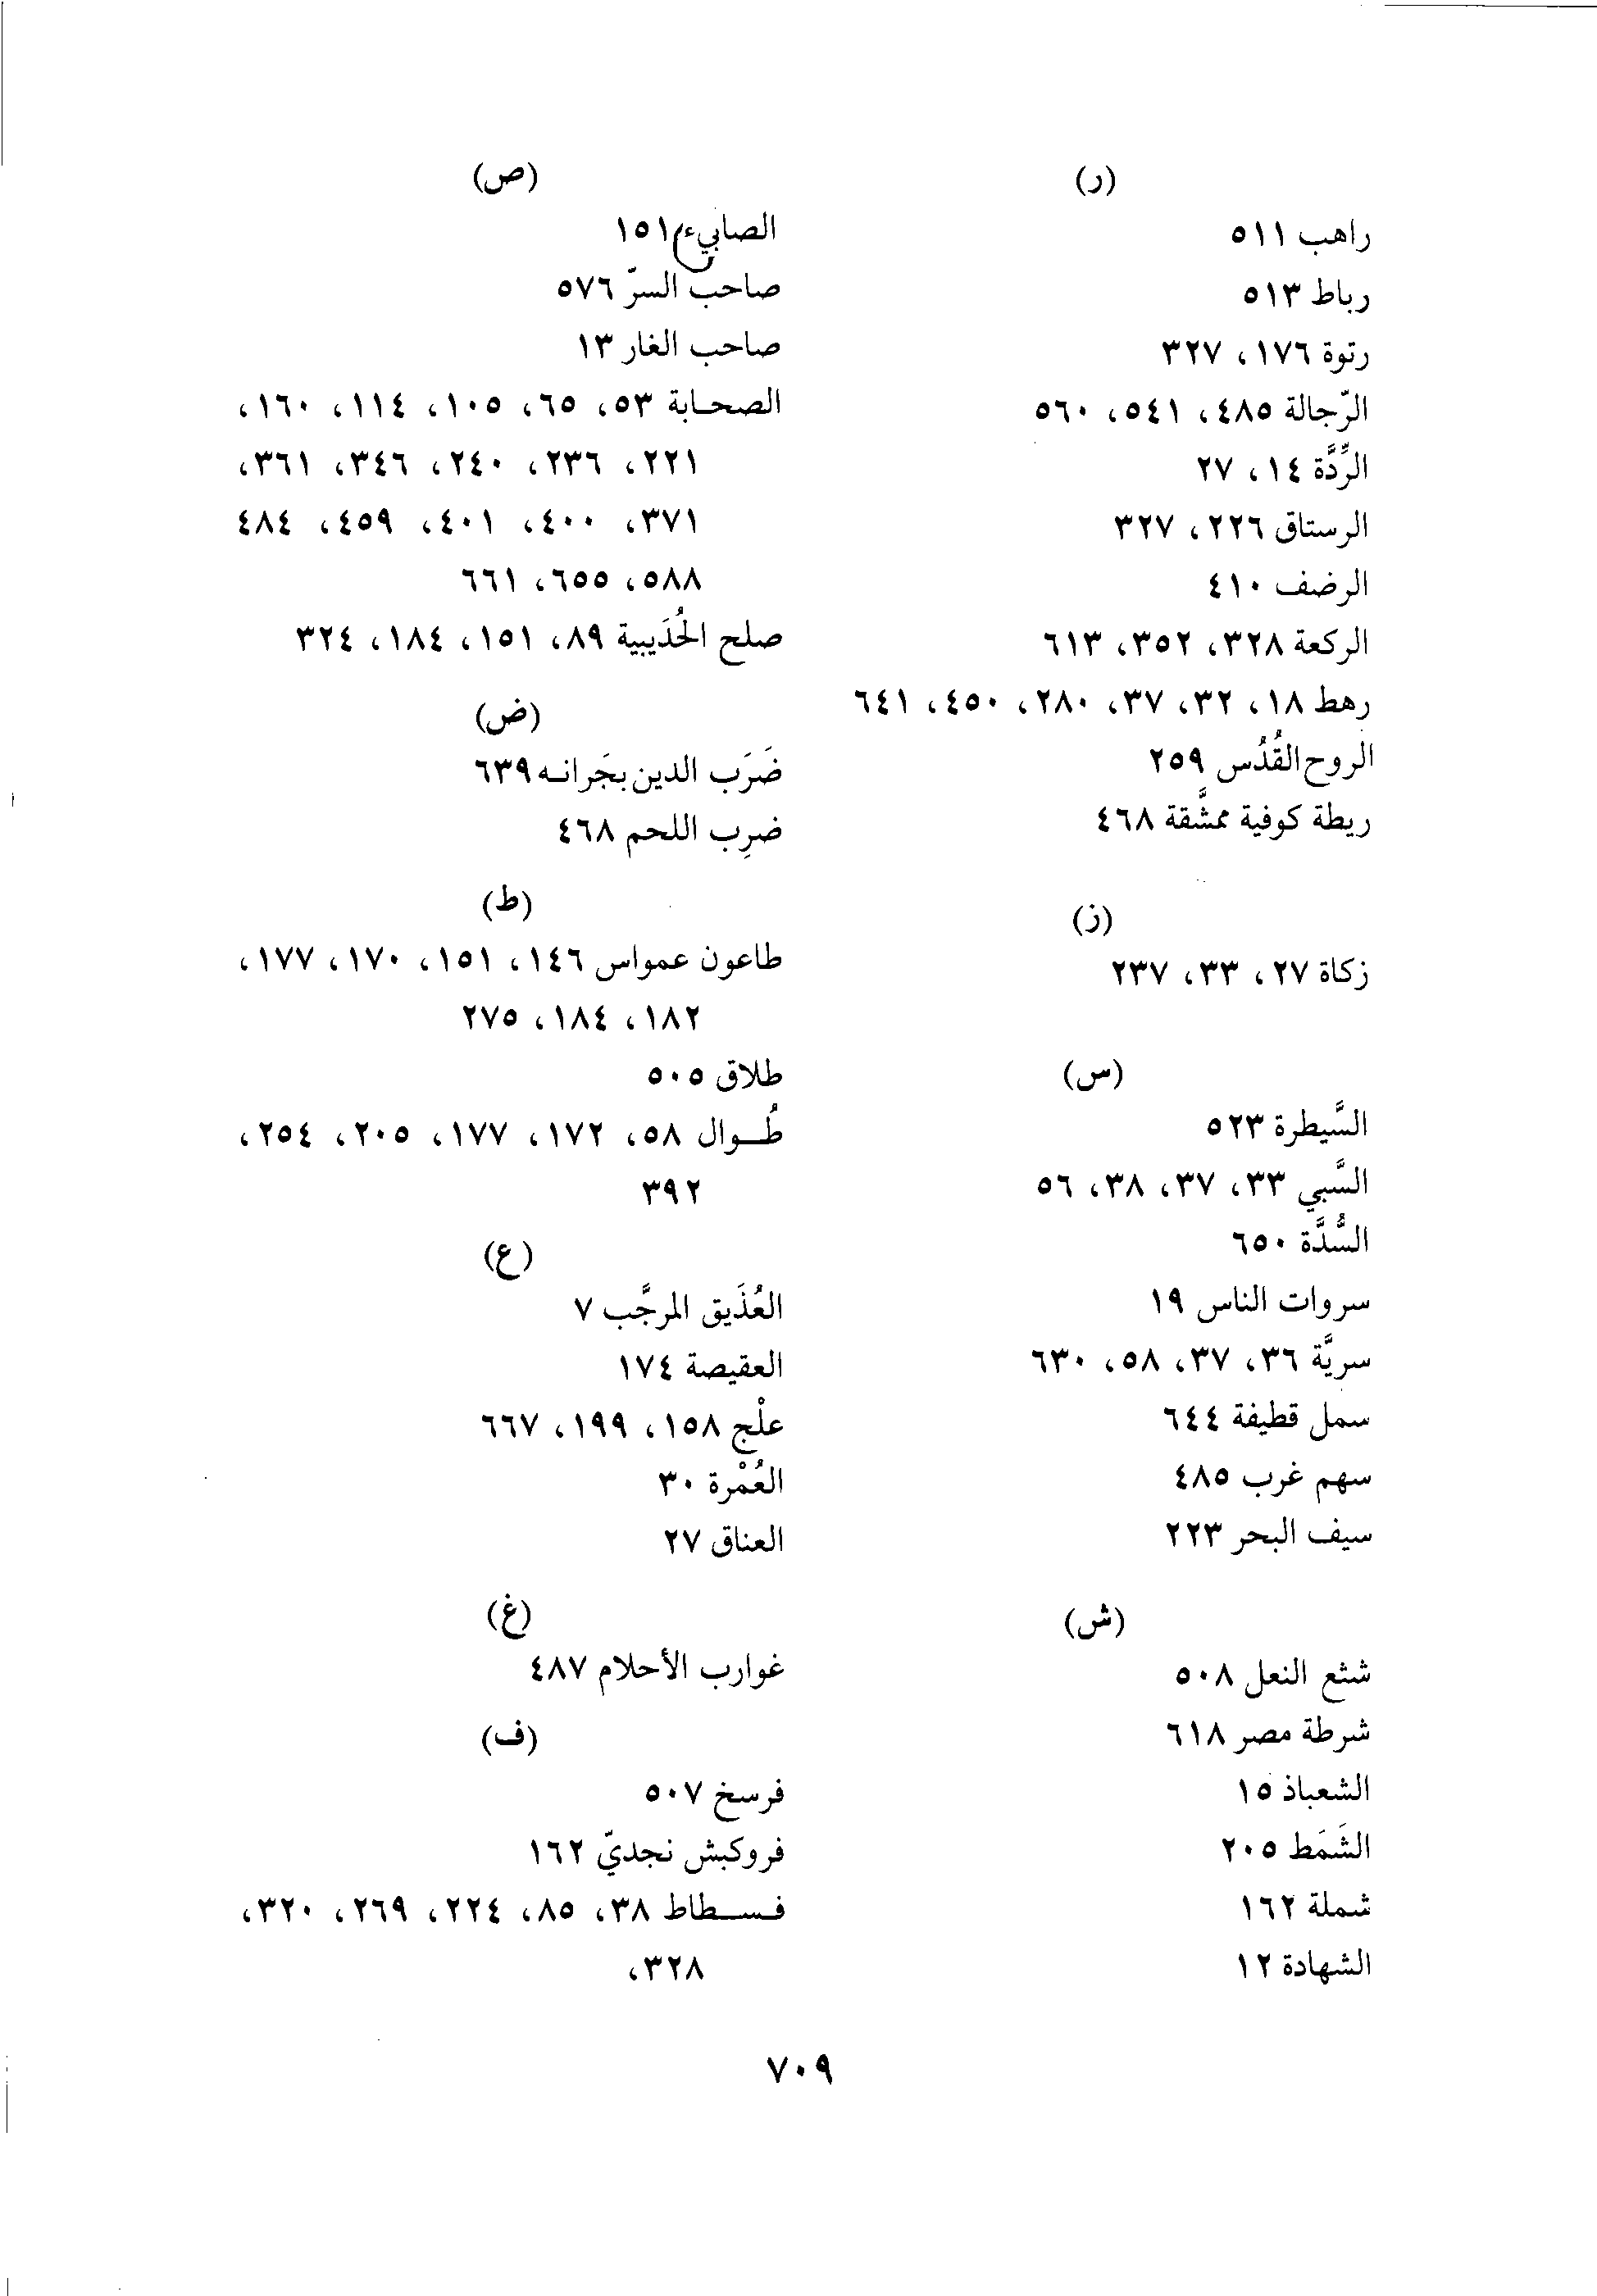 (ر)
راهب ٥١١
رباط ٥١٣
رتوة ١٧٦، ٣٢٧
الرّجالة ٤٨٥، ٥٤١، ٥٦٠
الرِّدَّة ١٤، ٢٧
الرستاق ٢٢٦، ٣٢٧
الرضف ٤١٠
الركعة ٣٢٨، ٣٥٢، ٦١٣
رهط ١٨، ٣٢، ٣٧، ٢٨٠، ٤٥٠، ٦٤١
الروح القُدُس ٢٥٩
ريطة كوفية ممشَّقة ٤٦٨
(ز)
زكاة ٢٧، ٣٣، ٢٣٧
(س)
السَّيطرة ٥٢٣
السَّبي ٣٣، ٣٧، ٣٨، ٥٦
السُّدَّة ٦٥٠
سروات الناس ١٩
سريَّة ٣٦، ٣٧، ٥٨، ٦٣٠
سمل قطيفة ٦٤٤
سهم غرب ٤٨٥
سيف البحر ٢٢٣
(ش)
شثع النعل ٥٠٨
شرطة مصر ٦١٨
الشعباذ ١٥
الشَمَط ٢٠٥
شملة ١٦٢
الشهادة ١٢
(ص)
الصابيء ١٥١
صاحب السرّ ٥٧٦
صاحب الغار ١٣
الصحابة ٥٣، ٦٥، ١٠٥، ١١٤، ١٦٠،
٢٢١، ٢٣٦، ٢٤٠، ٣٤٦، ٣٦١،
٣٧١، ٤٠٠، ٤٠١، ٤٥٩، ٤٨٤
٥٨٨، ٦٥٥، ٦٦١
صلح الحُدَيبية ٨٩، ١٥١، ١٨٤، ٣٢٤
(ض)
ضَرَب الدين بجَرانه ٦٣٩
ضرِب اللحم ٤٦٨
(ط)
طاعون عمواس ١٤٦، ١٥١، ١٧٠، ١٧٧،
١٨٢، ١٨٤، ٢٧٥
طلاق ٥٠٥
طُوال ٥٨، ١٧٢، ١٧٧، ٢٠٥، ٢٥٤،
٣٩٢
(ع)
العُذَيق المرجَّب ٧
العقيصة ١٧٤
علْج ١٥٨، ١٩٩، ٦٦٧
العُمْرة ٣٠
العناق ٢٧
(غ)
غوارب الأحلام ٤٨٧
(ف)
فرسخ ٥٠٧
فروكبش نجديّ ١٦٢
فسطاط ٣٨، ٨٥، ٢٢٤، ٢٦٩، ٣٢٠،
٣٢٨،
٧٠٩